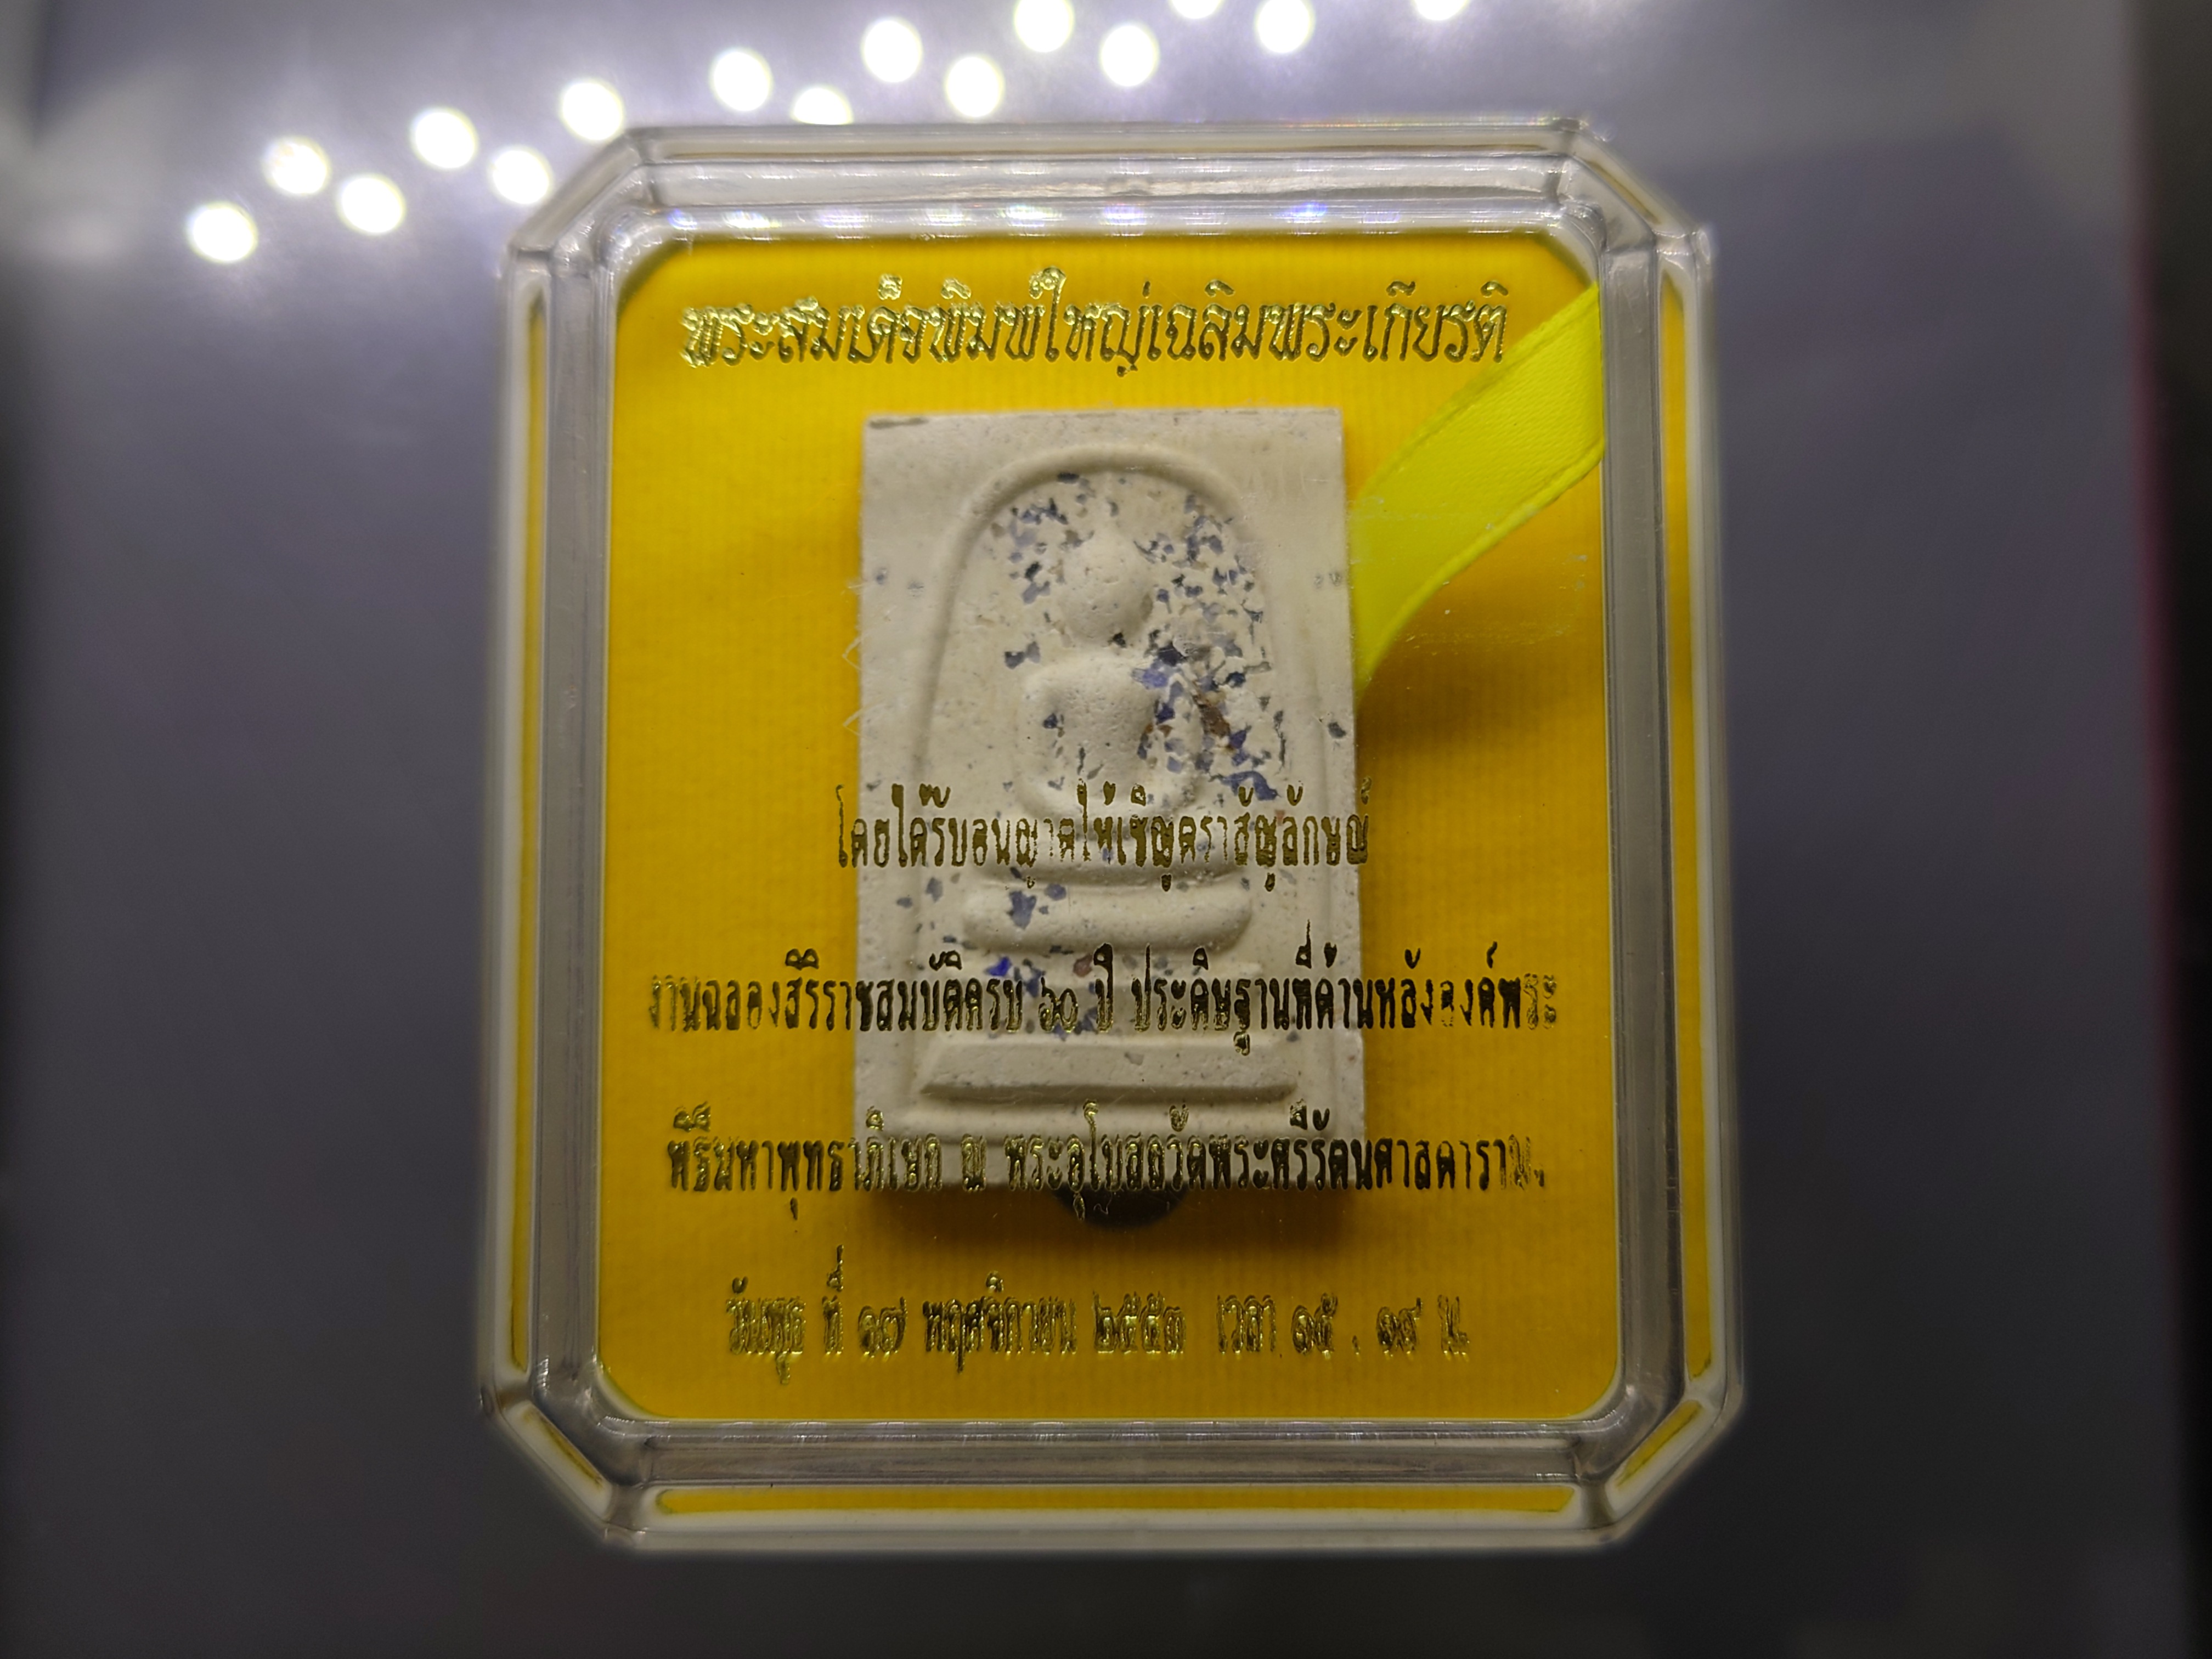 พระสมเด็จพิมพ์ใหญ่เฉลิมพระเกียรติ
โดยได้รับอนุญาตให้เชิญตราสัญลักษณ์
งานฉลองสิริราชสมบัติครบ ๖๐ ปี ประดิษฐานที่ด้านหลังองค์พระ
พิธีมหาพุทธาภิเษก ณ พระอุโบสถวัดพระศรีรัตนศาสดาราม
วันพุธ ที่ ๑๗ พฤศจิกายน ๒๕๕๓ เวลา ๑๕.๑๙ น.